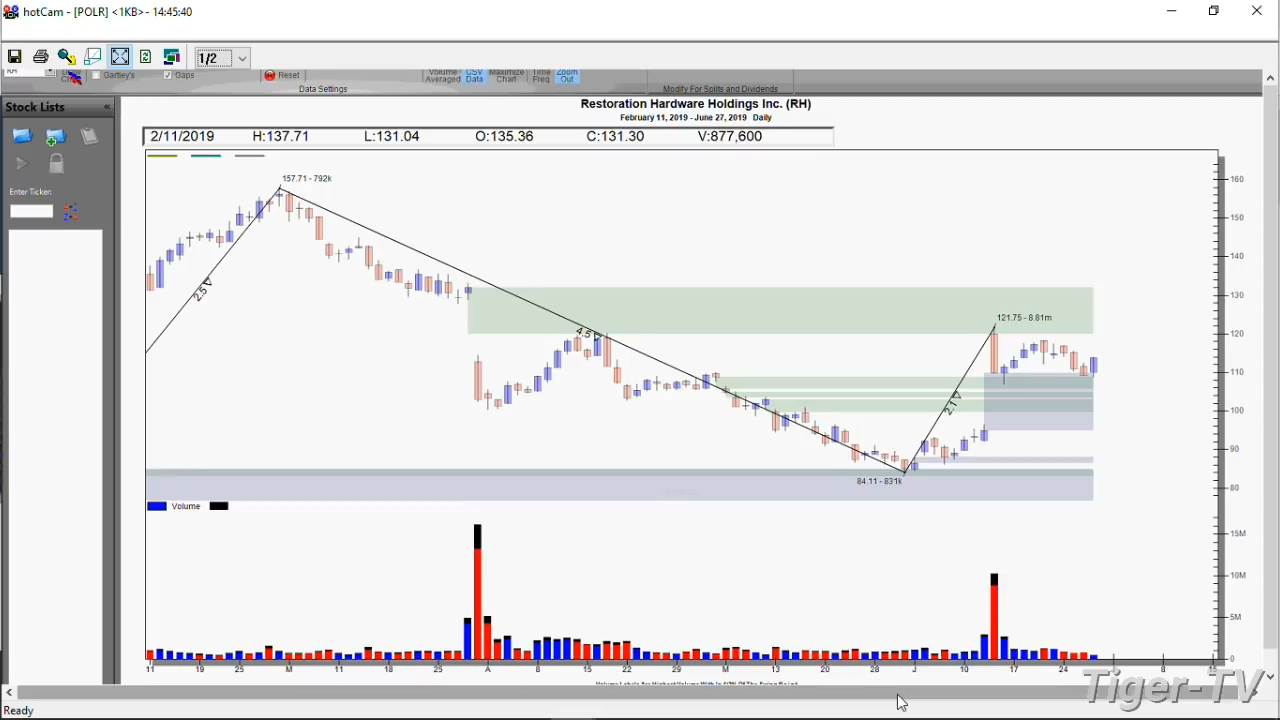 hotCam - [POLR] <1KB> - 14:45:40
1/2
Gartley's
Gaps
Reset
Volume Averaged
CSV Data
Maximize Chart
Time Freq
Zoom Out
Data Settings
Modify For Splits and Dividends
Stock Lists
Enter Ticker:
Restoration Hardware Holdings Inc. (RH)
February 11, 2019 - June 27, 2019 Daily
2/11/2019 H:137.71 L:131.04 O:135.36 C:131.30 V:877,600
157.71 - 792k
2.5
4.5
121.75 - 8.81m
2.1
84.11 - 831k
160
150
140
130
120
110
100
90
80
Volume
15M
10M
5M
0
11 19 25 M 11 18 25 A 8 15 22 29 M 13 20 28 J 10 17 24 8
Tiger-TV
Ready